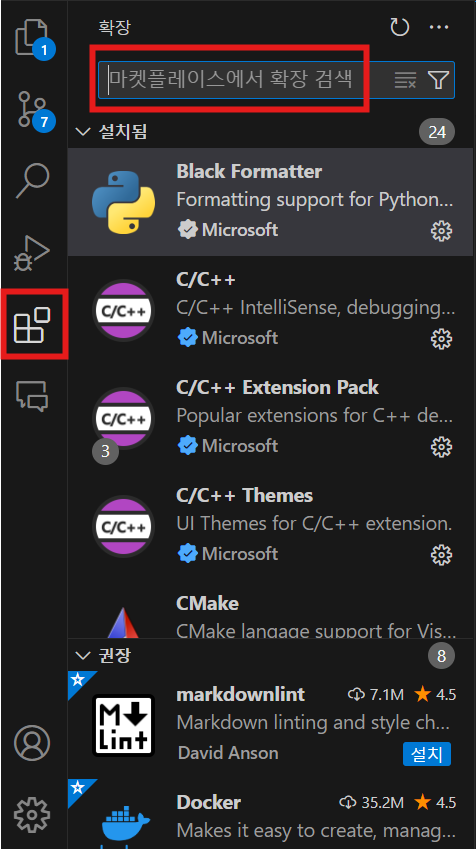 확장
1
마켓플레이스에서 확장 검색
7
설치됨 24
Black Formatter
Formatting support for Python...
Microsoft
C/C++
C/C++
C/C++ IntelliSense, debugging...
Microsoft
C/C++ Extension Pack
C/C++
Popular extensions for C++ de...
3
Microsoft
C/C++ Themes
C/C++
UI Themes for C/C++ extension.
Microsoft
CMake
CMake langage support for Vis...
권장 8
markdownlint 7.1M 4.5
M
Lint
Markdown linting and style ch...
David Anson 설치
Docker 35.2M 4.5
Makes it easy to create, manag...